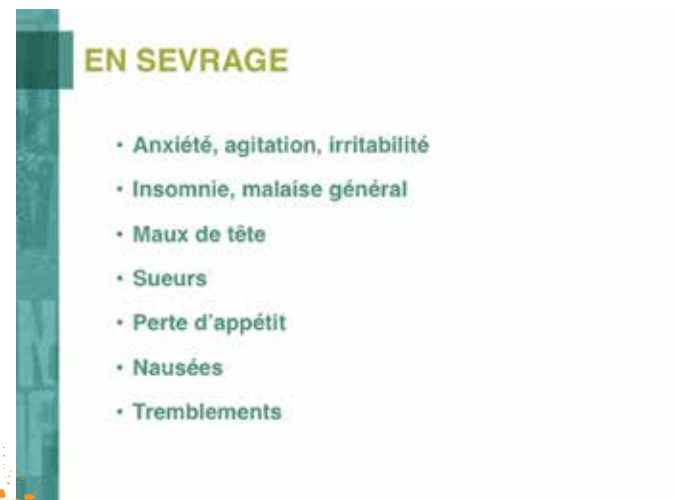 EN SEVRAGE
• Anxiété, agitation, irritabilité
• Insomnie, malaise général
• Maux de tête
• Sueurs
• Perte d'appétit
• Nausées
• Tremblements